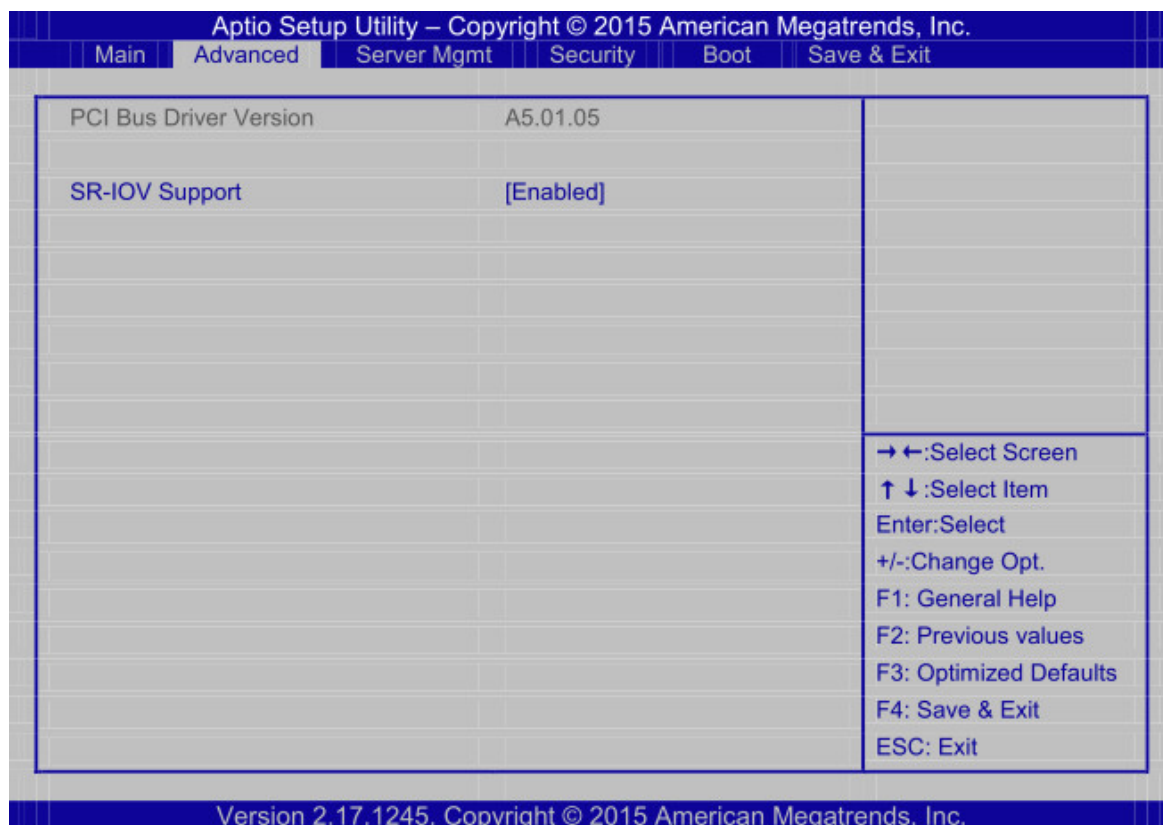 Aptio Setup Utility – Copyright © 2015 American Megatrends, Inc.
Main Advanced Server Mgmt Security Boot Save & Exit
PCI Bus Driver Version A5.01.05
SR-IOV Support [Enabled]
→←:Select Screen
↑↓:Select Item
Enter:Select
+/-:Change Opt.
F1: General Help
F2: Previous values
F3: Optimized Defaults
F4: Save & Exit
ESC: Exit
Version 2.17.1245. Copyright © 2015 American Megatrends, Inc.